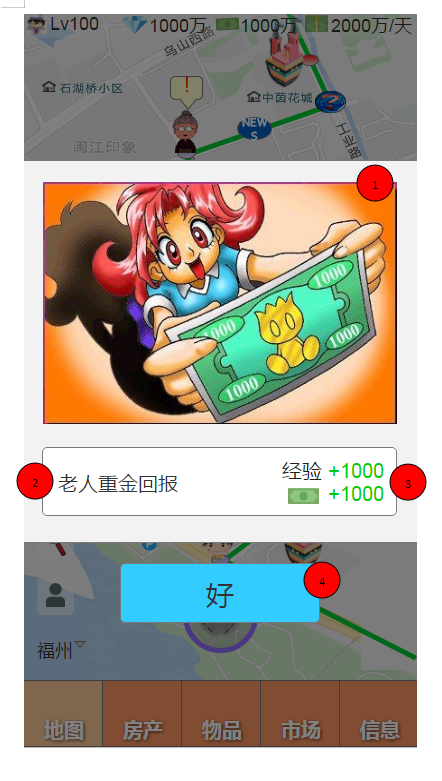 Lv100 1000万 1000万 2000万/天
乌山西路
石湖桥小区
!
中茵花城
?
NEWS
工业路
闽江印象
1
1000
1000
1000
1000
2
老人重金回报
经验 +1000
+1000
3
4
好
福州
地图 房产 物品 市场 信息